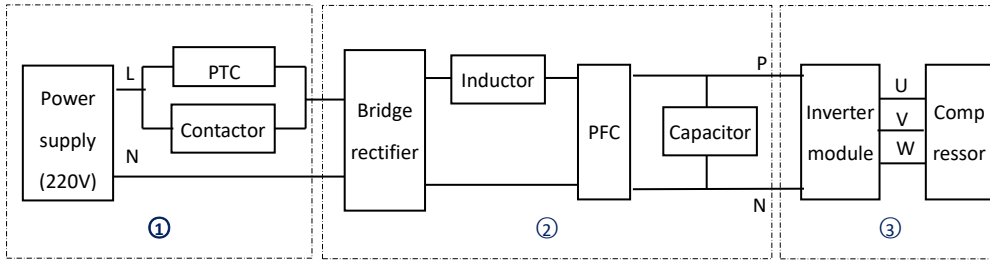 Power
supply
(220V)
L
N
PTC
Contactor
①
Bridge
rectifier
Inductor
PFC
Capacitor
P
N
②
Inverter
module
U
V
W
Comp
ressor
③